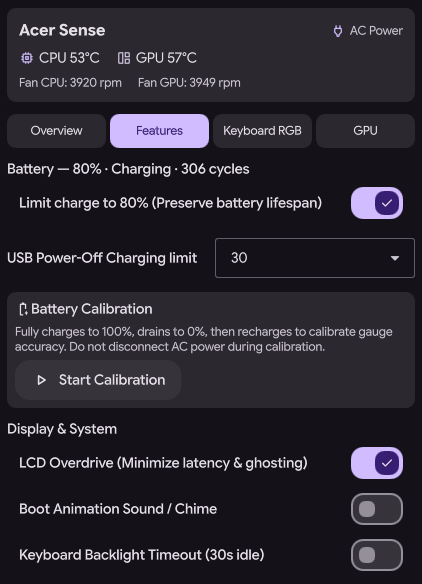 Acer Sense
AC Power
CPU 53°C GPU 57°C
Fan CPU: 3920 rpm Fan GPU: 3949 rpm
Overview Features Keyboard RGB GPU
Battery — 80% · Charging · 306 cycles
Limit charge to 80% (Preserve battery lifespan)
USB Power-Off Charging limit 30
Battery Calibration
Fully charges to 100%, drains to 0%, then recharges to calibrate gauge
accuracy. Do not disconnect AC power during calibration.
Start Calibration
Display & System
LCD Overdrive (Minimize latency & ghosting)
Boot Animation Sound / Chime
Keyboard Backlight Timeout (30s idle)